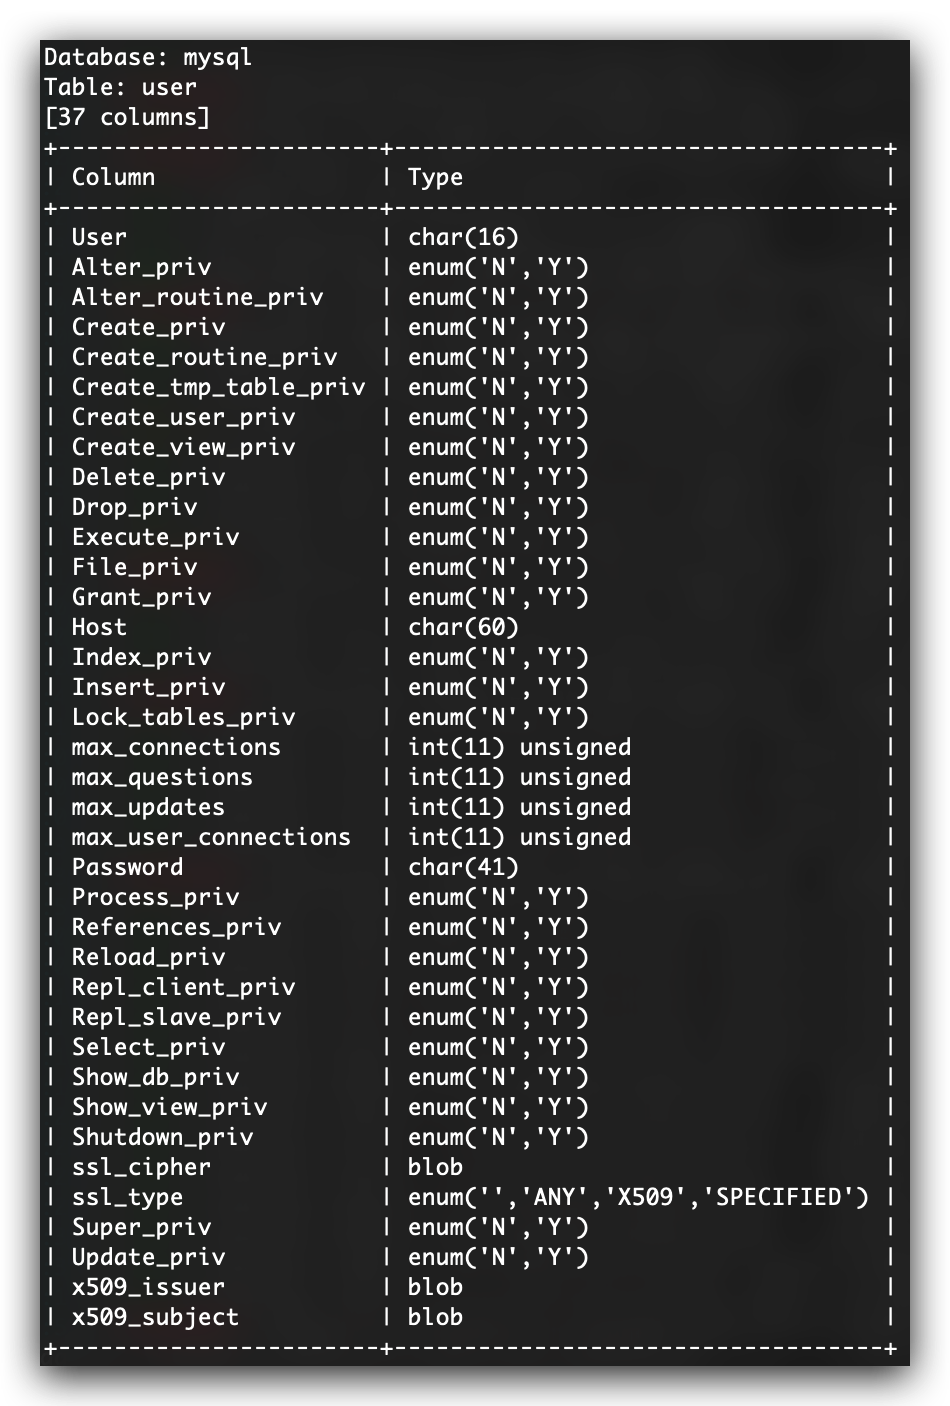 Database: mysql
Table: user
[37 columns]
+-----------------------+-----------------------------------+
| Column                | Type                              |
+-----------------------+-----------------------------------+
| User                  | char(16)                          |
| Alter_priv            | enum('N','Y')                     |
| Alter_routine_priv    | enum('N','Y')                     |
| Create_priv           | enum('N','Y')                     |
| Create_routine_priv   | enum('N','Y')                     |
| Create_tmp_table_priv | enum('N','Y')                     |
| Create_user_priv      | enum('N','Y')                     |
| Create_view_priv      | enum('N','Y')                     |
| Delete_priv           | enum('N','Y')                     |
| Drop_priv             | enum('N','Y')                     |
| Execute_priv          | enum('N','Y')                     |
| File_priv             | enum('N','Y')                     |
| Grant_priv            | enum('N','Y')                     |
| Host                  | char(60)                          |
| Index_priv            | enum('N','Y')                     |
| Insert_priv           | enum('N','Y')                     |
| Lock_tables_priv      | enum('N','Y')                     |
| max_connections       | int(11) unsigned                  |
| max_questions         | int(11) unsigned                  |
| max_updates           | int(11) unsigned                  |
| max_user_connections  | int(11) unsigned                  |
| Password              | char(41)                          |
| Process_priv          | enum('N','Y')                     |
| References_priv       | enum('N','Y')                     |
| Reload_priv           | enum('N','Y')                     |
| Repl_client_priv      | enum('N','Y')                     |
| Repl_slave_priv       | enum('N','Y')                     |
| Select_priv           | enum('N','Y')                     |
| Show_db_priv          | enum('N','Y')                     |
| Show_view_priv        | enum('N','Y')                     |
| Shutdown_priv         | enum('N','Y')                     |
| ssl_cipher            | blob                              |
| ssl_type              | enum('','ANY','X509','SPECIFIED') |
| Super_priv            | enum('N','Y')                     |
| Update_priv           | enum('N','Y')                     |
| x509_issuer           | blob                              |
| x509_subject          | blob                              |
+-----------------------+-----------------------------------+